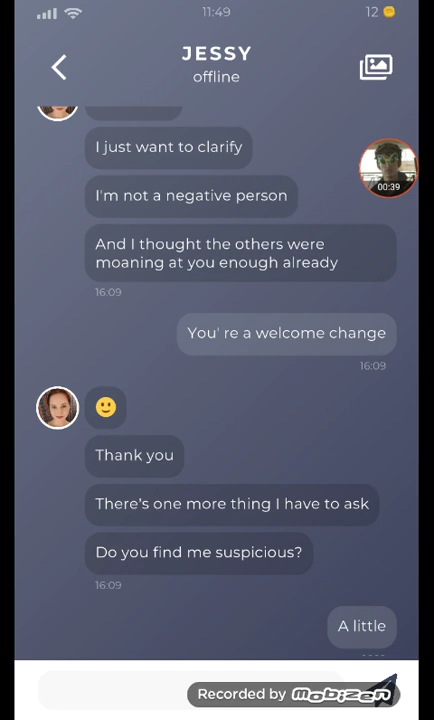 11:49
12
JESSY
offline
I just want to clarify
00:39
I'm not a negative person
And I thought the others were
moaning at you enough already
16:09
You' re a welcome change
16:09
🙂
Thank you
There's one more thing I have to ask
Do you find me suspicious?
16:09
A little
Recorded by mobizen